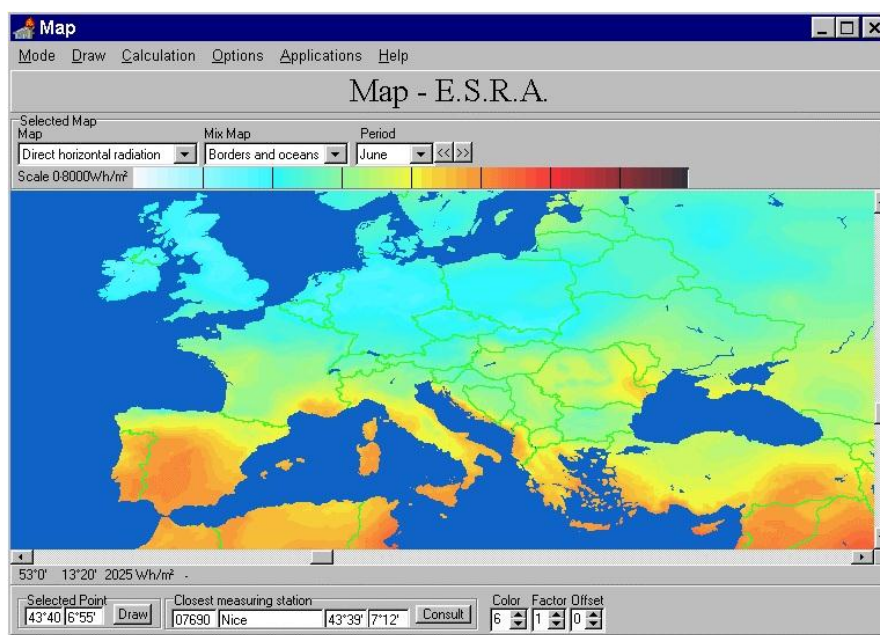 Map
Mode Draw Calculation Options Applications Help
Map - E.S.R.A.
Selected Map
Map Mix Map Period
Direct horizontal radiation Borders and oceans June << >>
Scale 0-8000Wh/m²
53°0' 13°20' 2025 Wh/m² -
Selected Point Closest measuring station Color Factor Offset
43°40 6°55' Draw 07690 Nice 43°39' 7°12' Consult 6 1 0